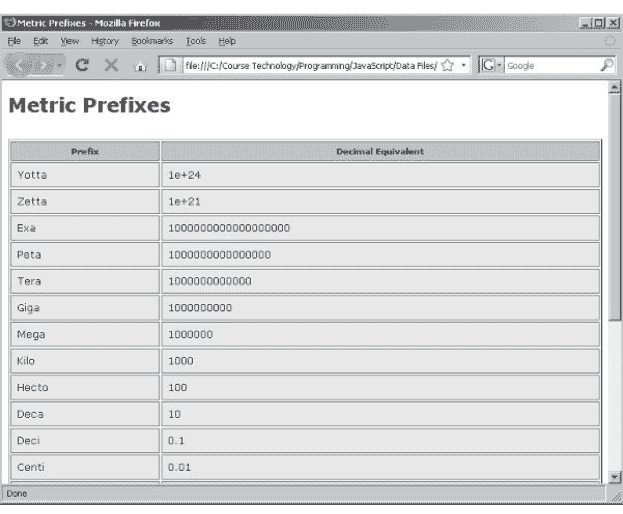 Metric Prefixes - Mozilla Firefox
File Edit View History Bookmarks Tools Help
file:///C:/Course Technology/Programming/JavaScript/Data Files/ Google
Metric Prefixes
Prefix Decimal Equivalent
Yotta 1e+24
Zetta 1e+21
Exa 1000000000000000000
Peta 1000000000000000
Tera 1000000000000
Giga 1000000000
Mega 1000000
Kilo 1000
Hecto 100
Deca 10
Deci 0.1
Centi 0.01
Done